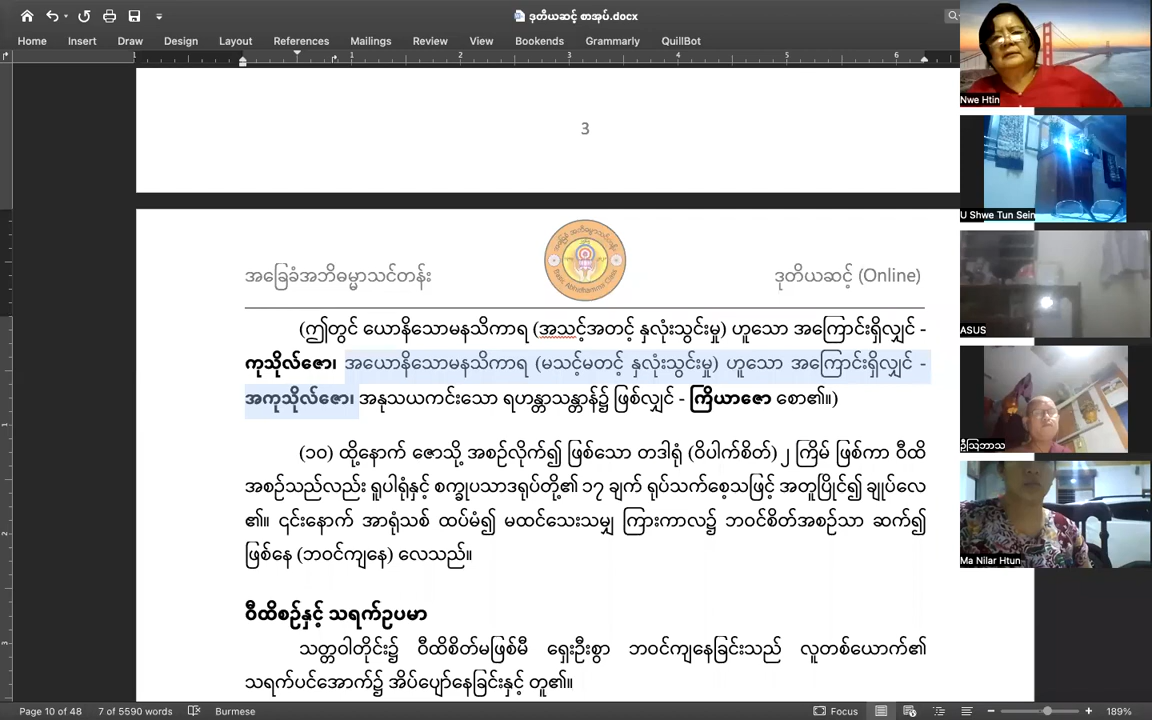 ဒုတိယဆင့် စာအုပ်.docx
Home Insert Draw Design Layout References Mailings Review View Bookends Grammarly QuillBot
1 1 2 3 4 5 6
3
အခြေခံအဘိဓမ္မာသင်တန်း
ဒုတိယဆင့် (Online)
(ဤတွင် ယောနိသောမနသိကာရ (အသင့်အတင့် နှလုံးသွင်းမှု) ဟူသော အကြောင်းရှိလျှင် -
ကုသိုလ်ဇော၊ အယောနိသောမနသိကာရ (မသင့်မတင့် နှလုံးသွင်းမှု) ဟူသော အကြောင်းရှိလျှင် -
အကုသိုလ်ဇော၊ အနုသယကင်းသော ရဟန္တာသန္တာန်၌ ဖြစ်လျှင် - ကြိယာဇော စော၏။)
(၁၀) ထို့နောက် ဇောသို့ အစဉ်လိုက်၍ ဖြစ်သော တဒါရုံ (ဝိပါက်စိတ်) ၂ ကြိမ် ဖြစ်ကာ ဝီထိ
အစဉ်သည်လည်း ရူပါရုံနှင့် စက္ခုပသာဒရုပ်တို့၏ ၁၇ ချက် ရုပ်သက်စေ့သဖြင့် အတူပြိုင်၍ ချုပ်လေ
၏။ ၎င်းနောက် အာရုံသစ် ထပ်မံ၍ မထင်သေးသမျှ ကြားကာလ၌ ဘဝင်စိတ်အစဉ်သာ ဆက်၍
ဖြစ်နေ (ဘဝင်ကျနေ) လေသည်။
ဝီထိစဉ်နှင့် သရက်ဥပမာ
သတ္တဝါတိုင်း၌ ဝီထိစိတ်မဖြစ်မီ ရှေးဦးစွာ ဘဝင်ကျနေခြင်းသည် လူတစ်ယောက်၏
သရက်ပင်အောက်၌ အိပ်ပျော်နေခြင်းနှင့် တူ၏။
Page 10 of 48 7 of 5590 words Burmese Focus 189%
Nwe Htin
U Shwe Tun Sein
ASUS
ဦးသြဘာသ
Ma Nilar Htun